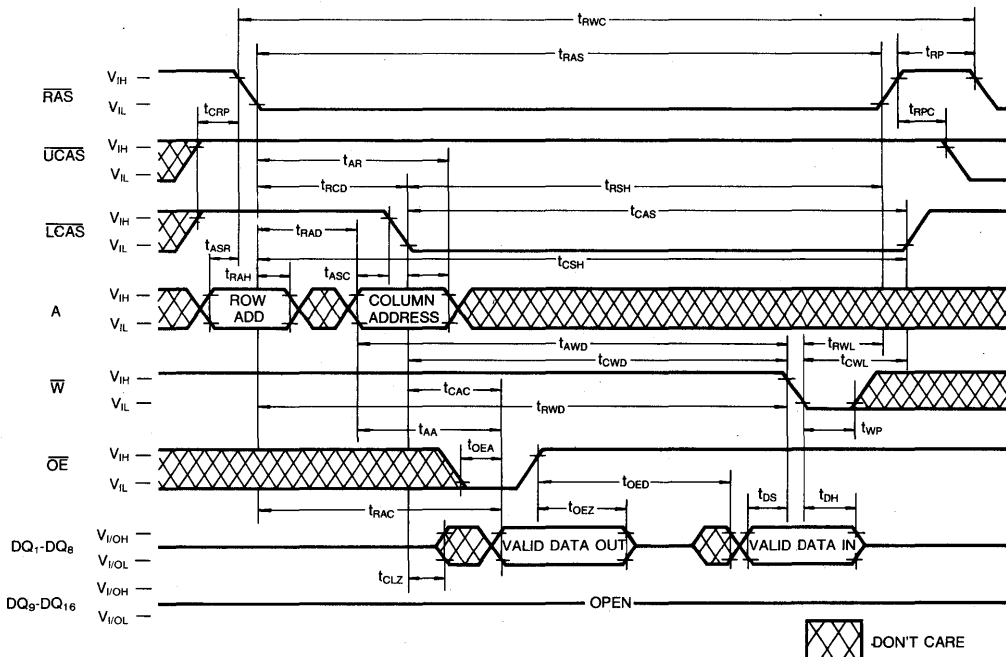 tRWC
tRAS
tRP
RAS
VIH
VIL
tCRP
tRPC
UCAS
VIH
VIL
tAR
tRCD
tRSH
LCAS
VIH
VIL
tCAS
tRAD
tCSH
tASR
tRAH
tASC
A
VIH
VIL
ROW
ADD
COLUMN
ADDRESS
tAWD
tRWL
tCWD
tCWL
W
VIH
VIL
tCAC
tRWD
tWP
tAA
OE
VIH
VIL
tOEA
tOED
tRAC
tOEZ
tDS
tDH
DQ1-DQ8
VI/OH
VI/OL
VALID DATA OUT
VALID DATA IN
tCLZ
DQ9-DQ16
VI/OH
VI/OL
OPEN
DON'T CARE